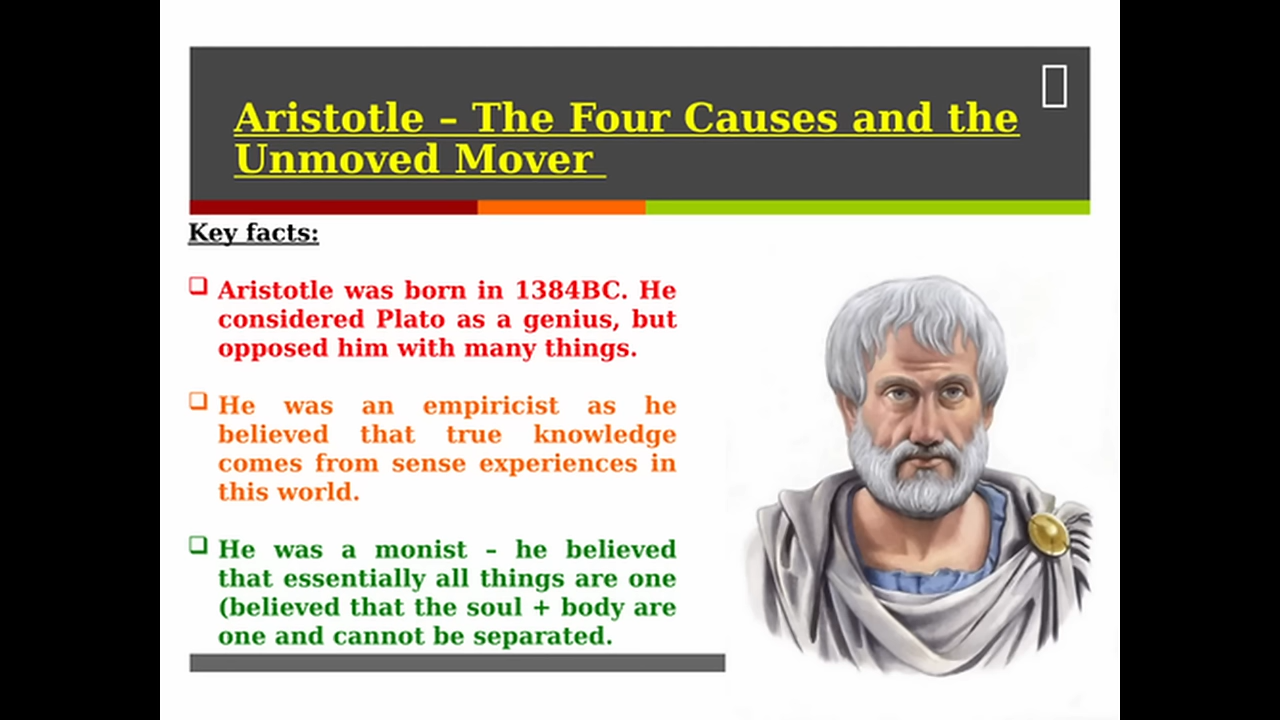 Aristotle – The Four Causes and the
Unmoved Mover
Key facts:
❑ Aristotle was born in 1384BC. He
considered Plato as a genius, but
opposed him with many things.
❑ He was an empiricist as he
believed that true knowledge
comes from sense experiences in
this world.
❑ He was a monist – he believed
that essentially all things are one
(believed that the soul + body are
one and cannot be separated.